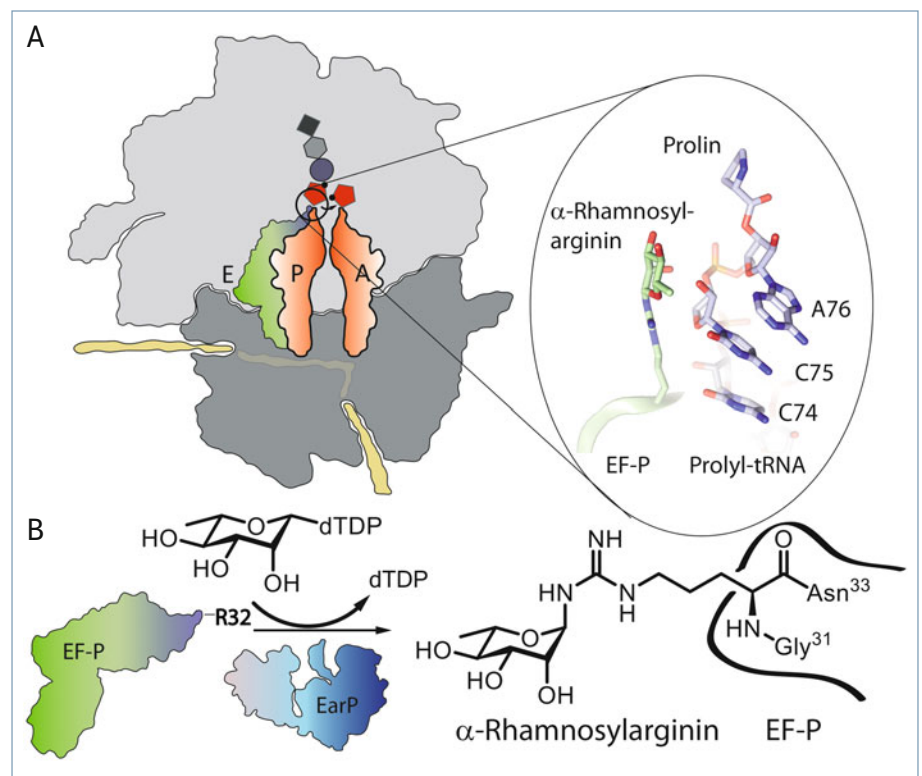 A
Prolin
α-Rhamnosyl-
arginin
E
P
A
A76
C75
C74
EF-P
Prolyl-tRNA
B
O
dTDP
HO
HO
OH
dTDP
R32
EF-P
EarP
NH
HN
N
H
O
Asn³³
HN
Gly³¹
O
HO
HO
OH
α-Rhamnosylarginin
EF-P